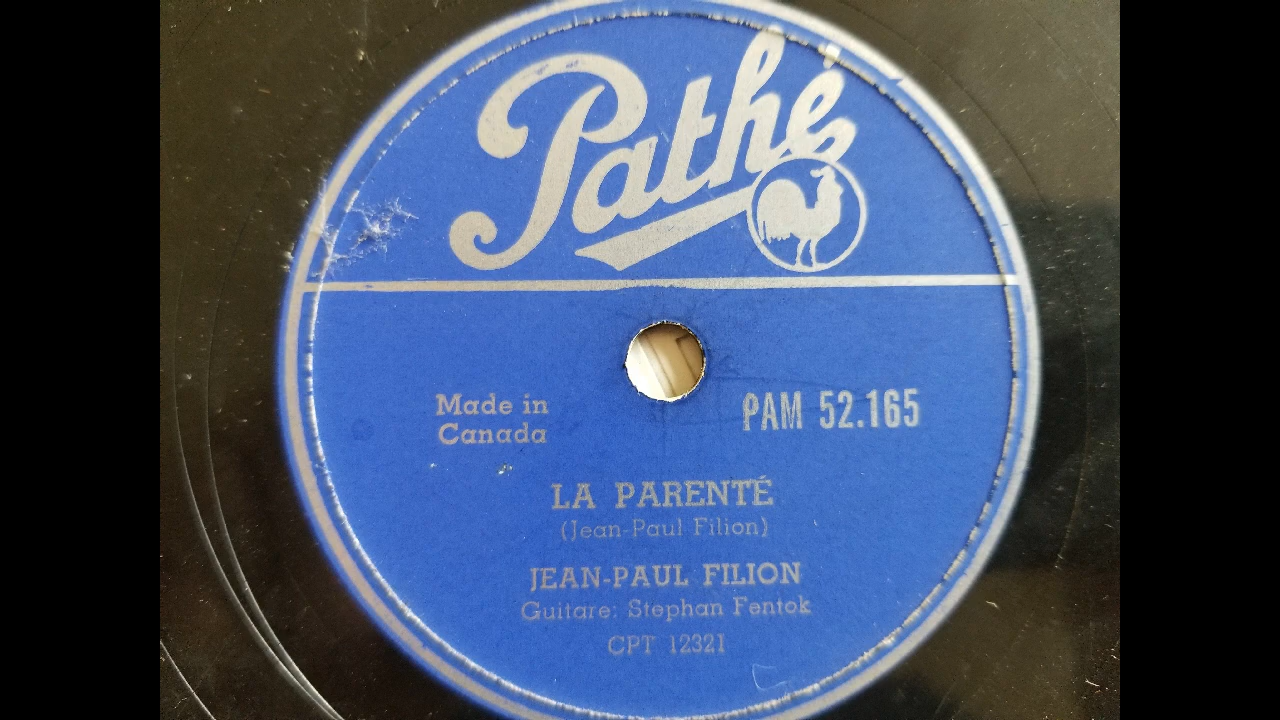 Pathé
Made in
Canada
PAM 52.165
LA PARENTÉ
(Jean-Paul Filion)
JEAN-PAUL FILION
Guitare: Stephan Fentok
CPT 12321